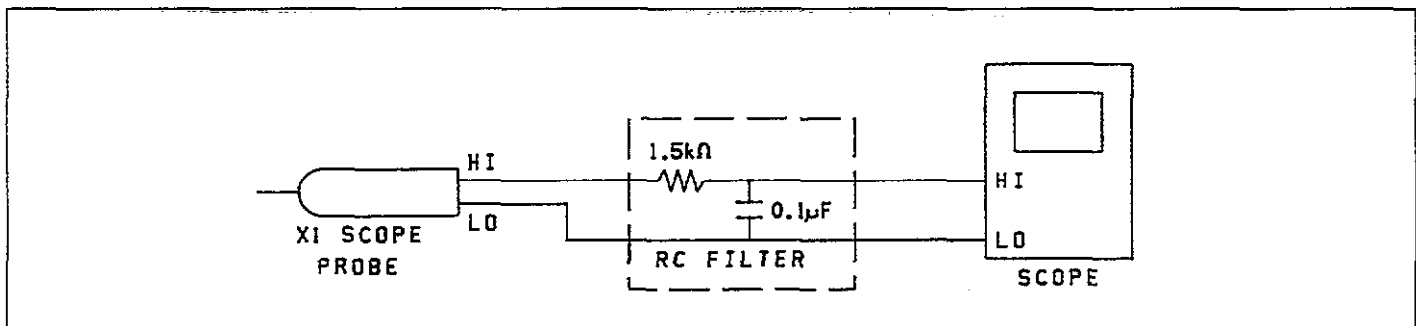 1.5kΩ
HI
HI
0.1µF
LO
LO
X1 SCOPE
PROBE
RC FILTER
SCOPE